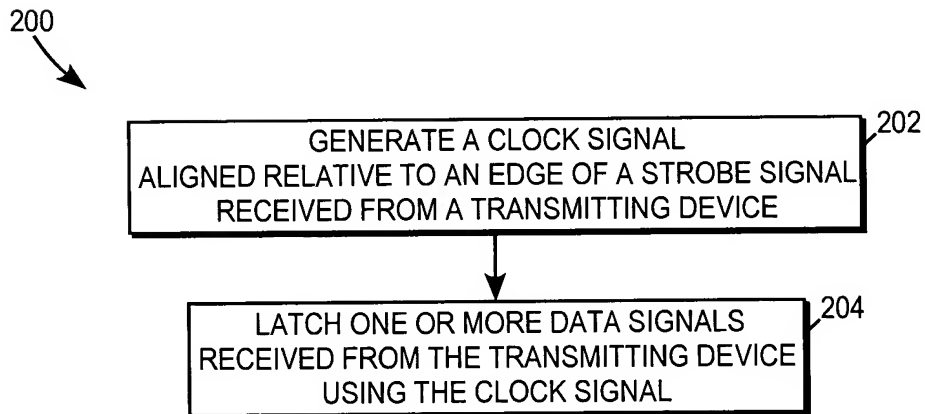 200
GENERATE A CLOCK SIGNAL
ALIGNED RELATIVE TO AN EDGE OF A STROBE SIGNAL
RECEIVED FROM A TRANSMITTING DEVICE
202
LATCH ONE OR MORE DATA SIGNALS
RECEIVED FROM THE TRANSMITTING DEVICE
USING THE CLOCK SIGNAL
204